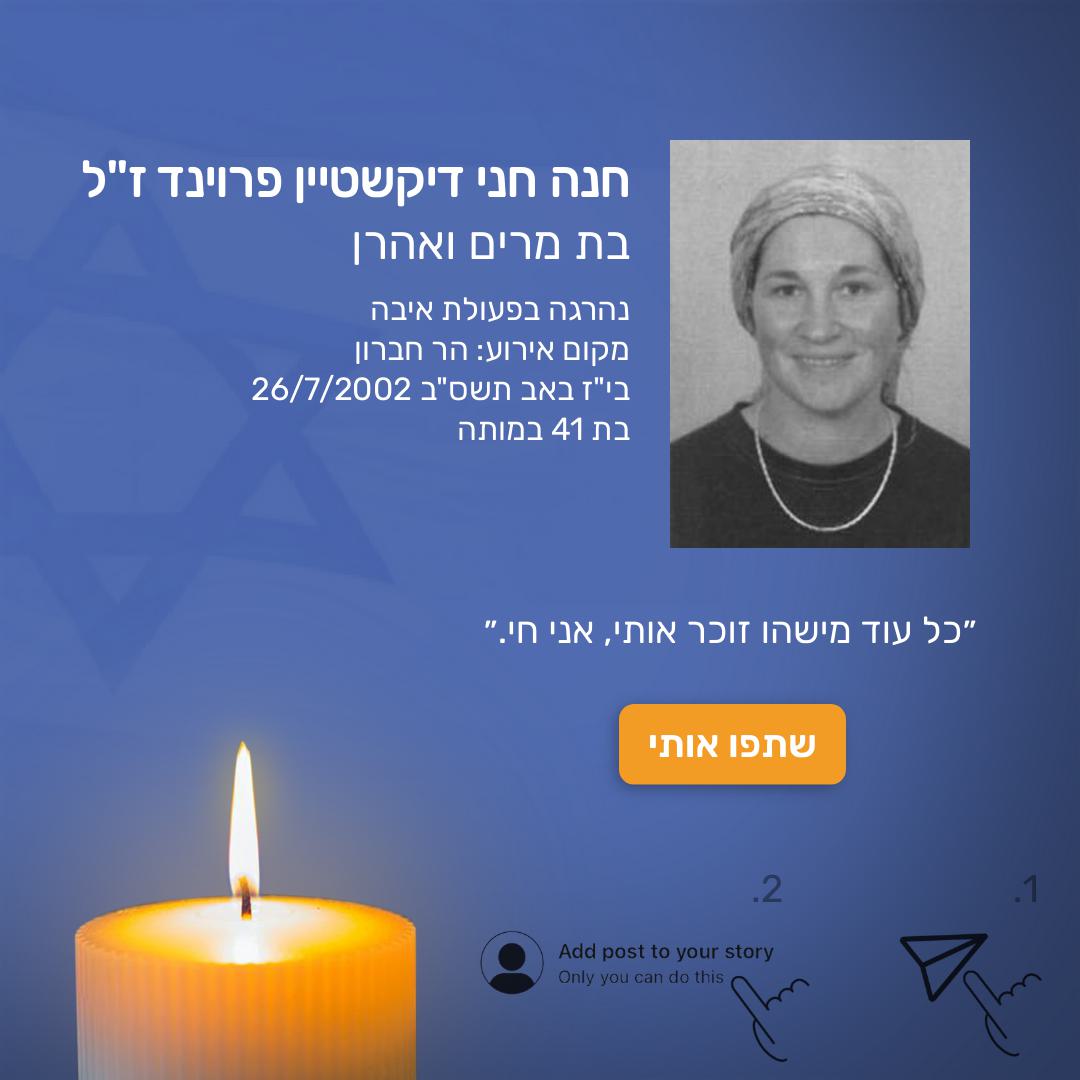 חנה חני דיקשטיין פרוינד ז"ל
בת מרים ואהרן
נהרגה בפעולת איבה
מקום אירוע: הר חברון
בי"ז באב תשס"ב 26/7/2002
בת 41 במותה
״כל עוד מישהו זוכר אותי, אני חי.״
שתפו אותי
1.
2.
Add post to your story
Only you can do this